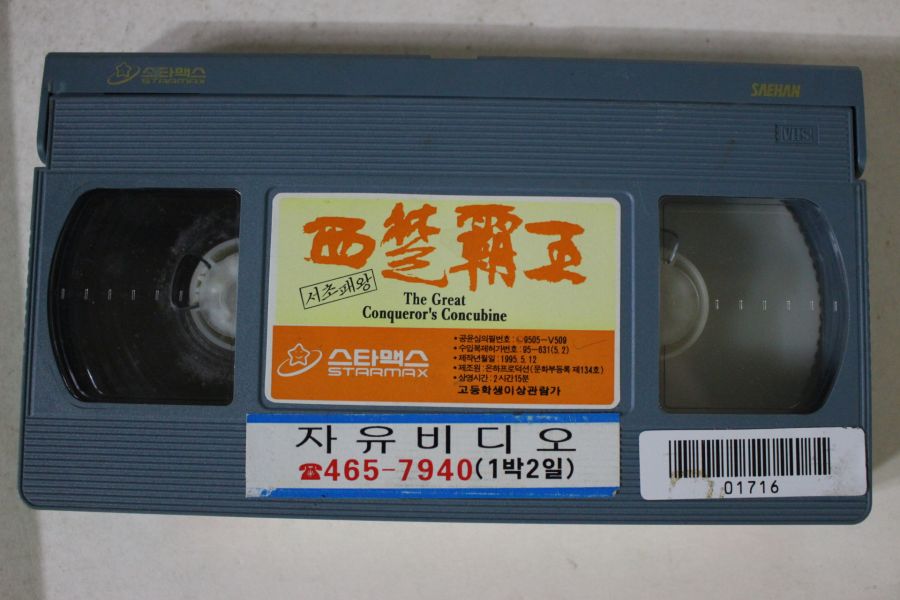 스타맥스
STARMAX
SAEHAN
VHS
西楚覇王
서초패왕
The Great
Conqueror's Concubine
스타맥스
STARMAX
• 공윤심의필번호 : 9505-V509
• 수입복제허가번호 : 95-631(5.2)
• 제작년월일 : 1995. 5. 12
• 제조원 : 은하프로덕션(문화부등록 제134호)
• 상영시간 : 2시간15분
고등학생이상관람가
자유비디오
☎465-7940(1박2일)
01716